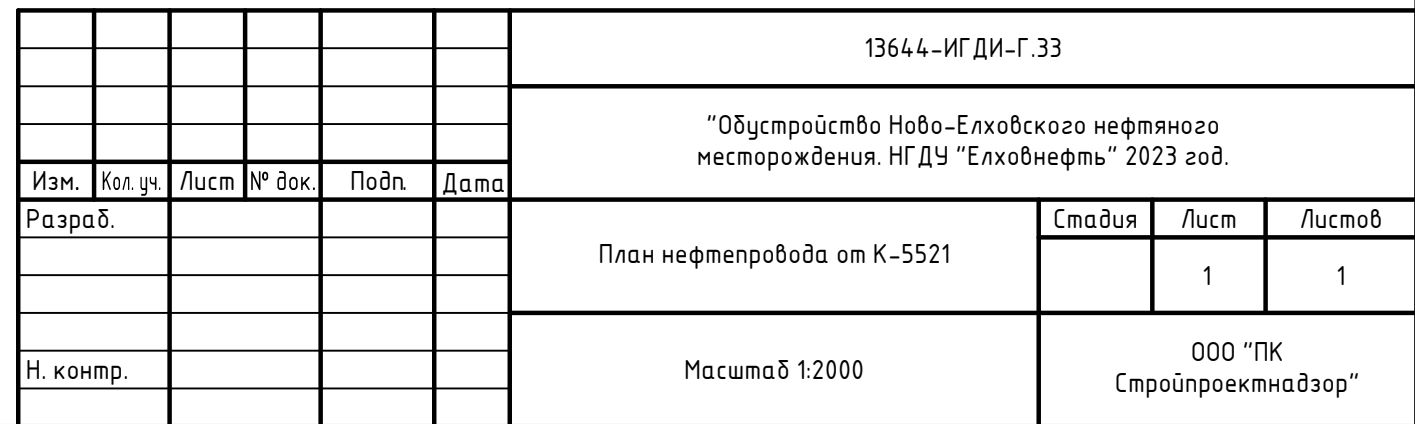 13644-ИГДИ-Г.33
"Обустройство Ново-Елховского нефтяного
месторождения. НГДУ "Елховнефть" 2023 год.
Изм. Кол. уч. Лист № док. Подп. Дата
Разраб.
План нефтепровода от К-5521
Стадия Лист Листов
1 1
Н. контр.
Масштаб 1:2000
ООО "ПК
Стройпроектнадзор"